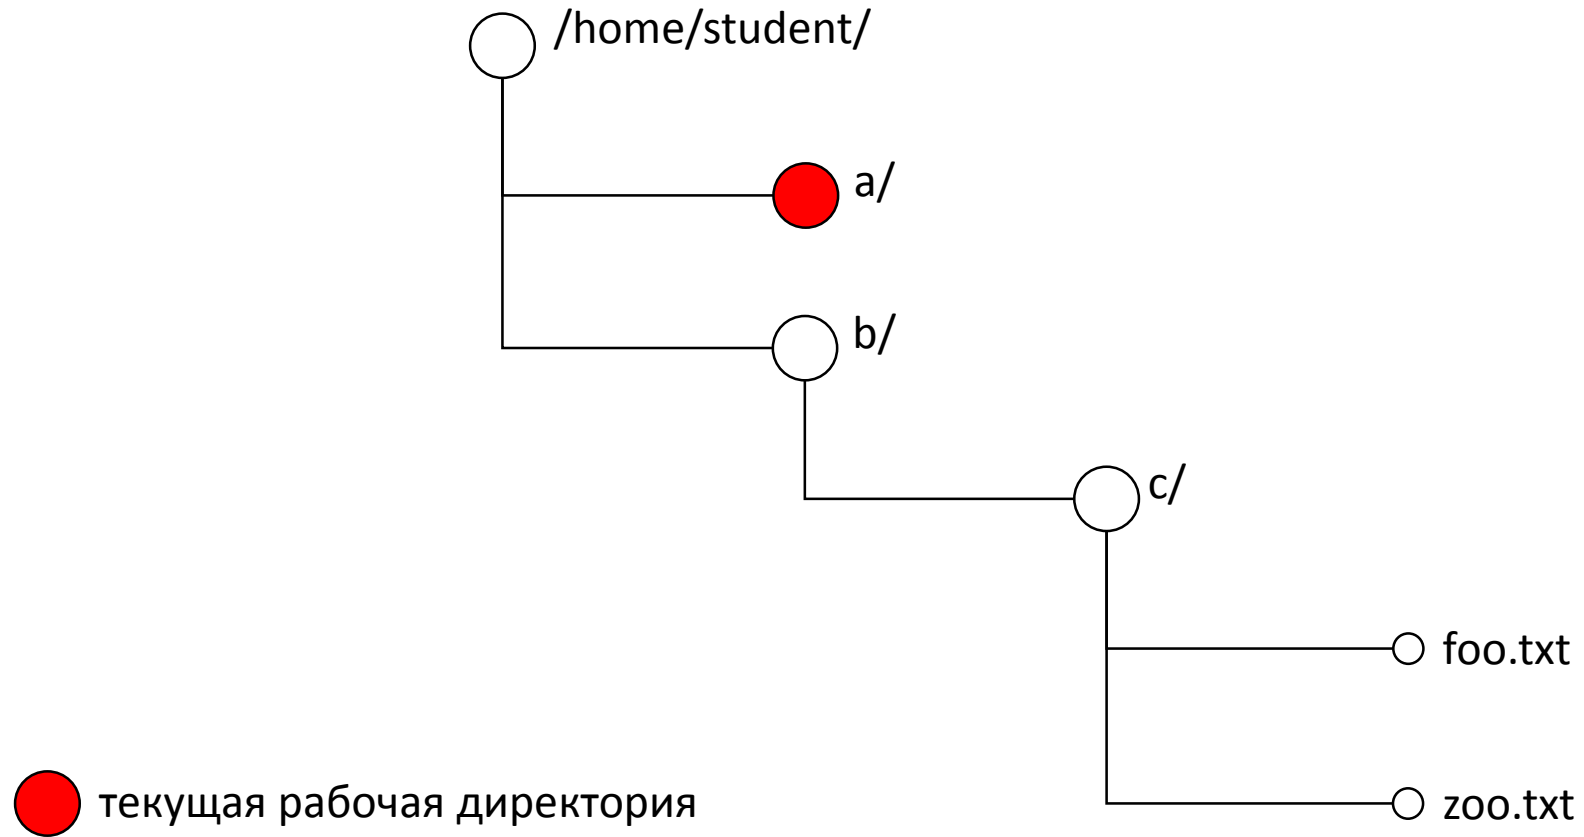 /home/student/
a/
b/
c/
foo.txt
zoo.txt
текущая рабочая директория